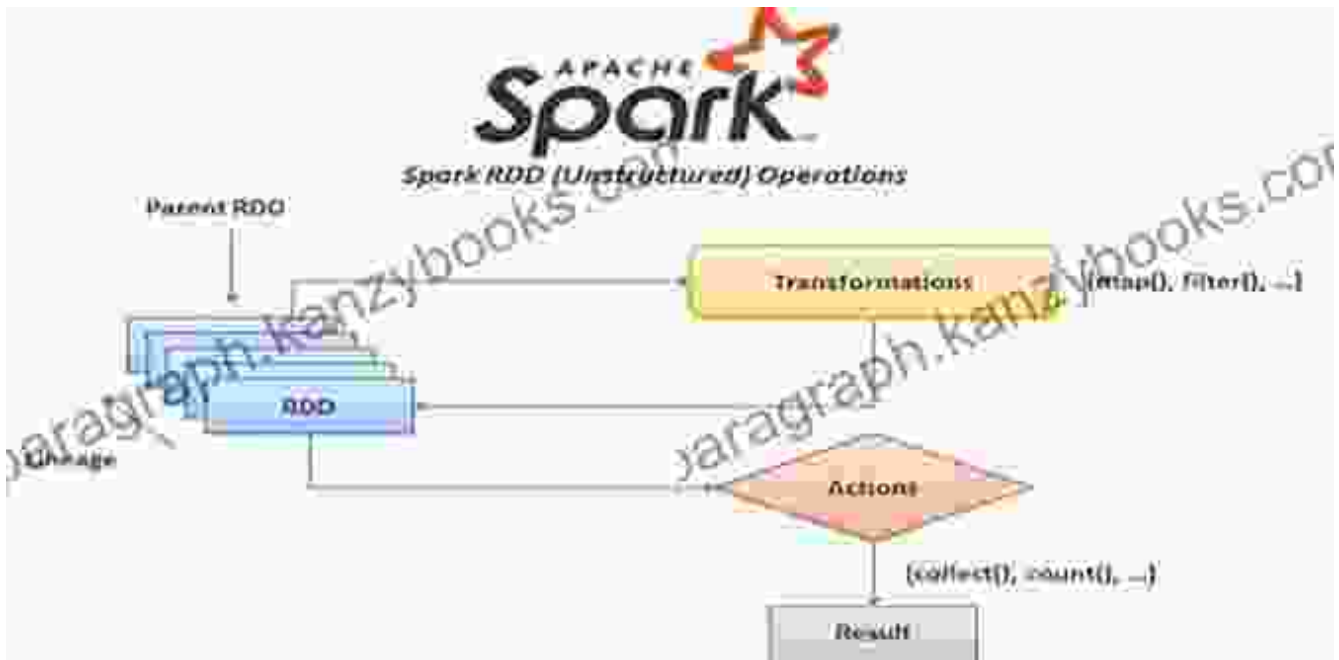 APACHE
Spark™
Spark RDD (Unstructured) Operations
Parent RDD
Transformations
(map(), filter(), ...)
RDD
Lineage
Actions
(collect(), count(), ...)
Result
paragraph.kanzybooks.com
paragraph.kanzybooks.com